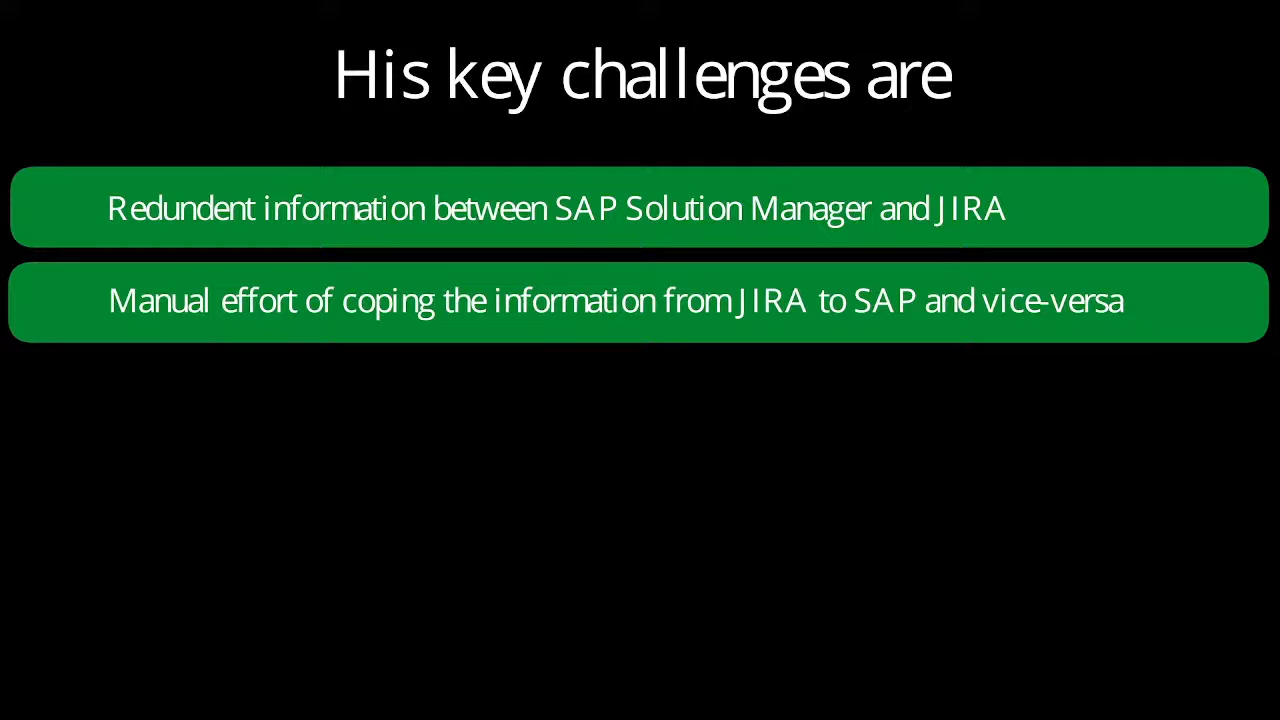 His key challenges are
Redundent information between SAP Solution Manager and JIRA
Manual effort of coping the information from JIRA to SAP and vice-versa